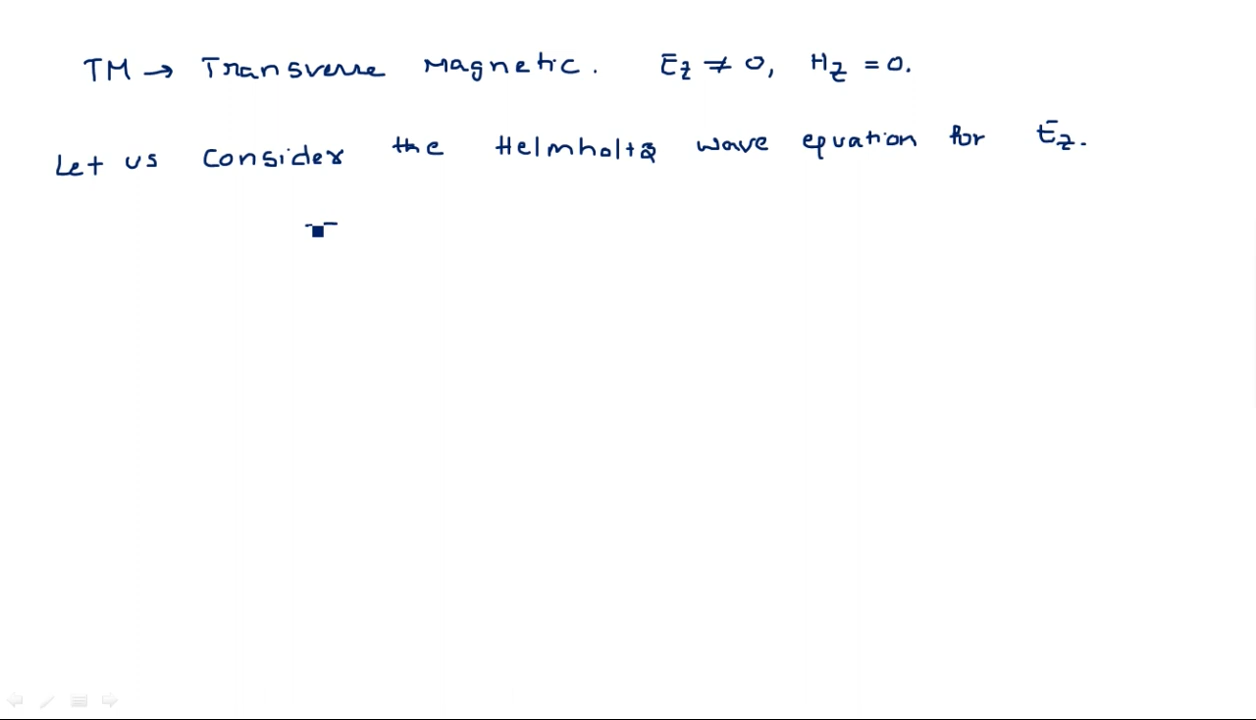 TM → Transverse Magnetic. Ez ≠ 0, Hz = 0.
Let us consider the Helmholtz wave equation for Ez.